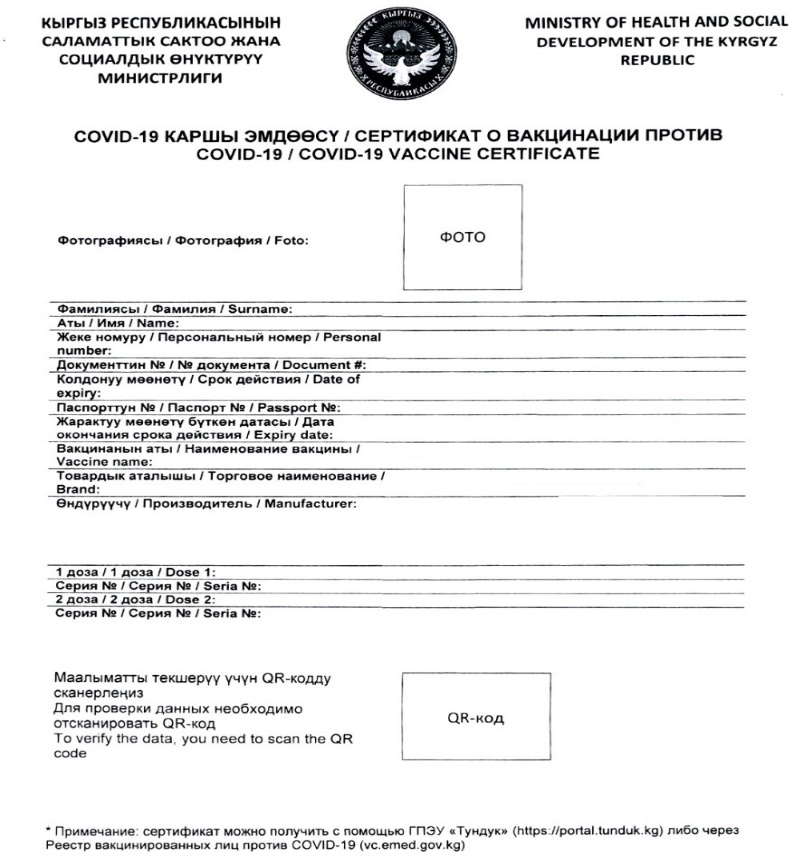 КЫРГЫЗ РЕСПУБЛИКАСЫНЫН
САЛАМАТТЫК САКТОО ЖАНА
СОЦИАЛДЫК ӨНҮКТҮРҮҮ
МИНИСТРЛИГИ
КЫРГЫЗ
РЕСПУБЛИКАСЫ
MINISTRY OF HEALTH AND SOCIAL
DEVELOPMENT OF THE KYRGYZ
REPUBLIC
COVID-19 КАРШЫ ЭМДӨӨСҮ / СЕРТИФИКАТ О ВАКЦИНАЦИИ ПРОТИВ
COVID-19 / COVID-19 VACCINE CERTIFICATE
Фотографиясы / Фотография / Foto:
ФОТО
Фамилиясы / Фамилия / Surname:
Аты / Имя / Name:
Жеке номуру / Персональный номер / Personal
number:
Документтин № / № документа / Document #:
Колдонуу мөөнөтү / Срок действия / Date of
expiry:
Паспорттун № / Паспорт № / Passport №:
Жарактуу мөөнөтү бүткөн датасы / Дата
окончания срока действия / Expiry date:
Вакцинанын аты / Наименование вакцины /
Vaccine name:
Товардык аталышы / Торговое наименование /
Brand:
Өндүрүүчү / Производитель / Manufacturer:
1 доза / 1 доза / Dose 1:
Серия № / Серия № / Seria №:
2 доза / 2 доза / Dose 2:
Серия № / Серия № / Seria №:
Маалыматты текшерүү үчүн QR-кодду
сканерлеңиз
Для проверки данных необходимо
отсканировать QR-код
To verify the data, you need to scan the QR
code
QR-код
* Примечание: сертификат можно получить с помощью ГПЭУ «Тундук» (https://portal.tunduk.kg) либо через
Реестр вакцинированных лиц против COVID-19 (vc.emed.gov.kg)